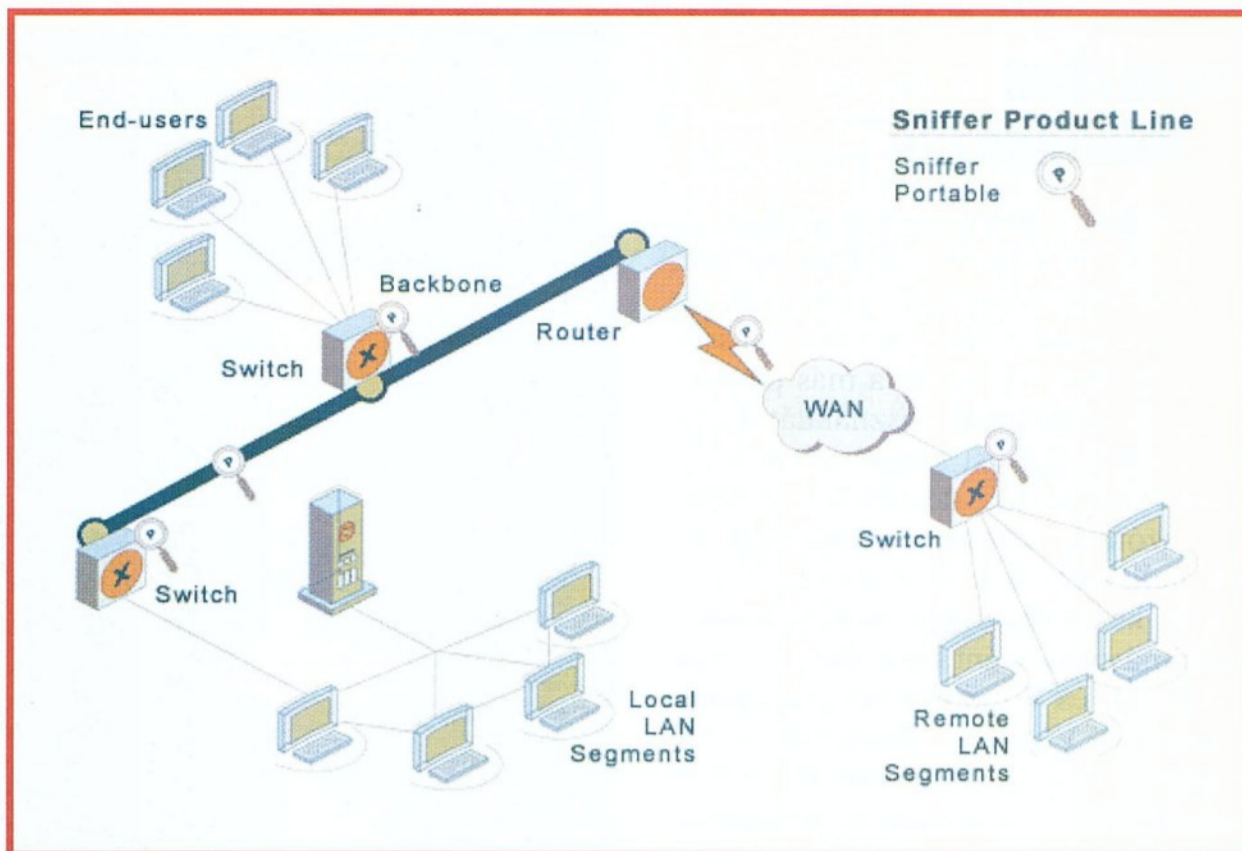 End-users
Sniffer Product Line
Sniffer
Portable
P
Backbone
P
Switch
Router
P
WAN
P
Switch
P
P
Switch
Local
LAN
Segments
Remote
LAN
Segments